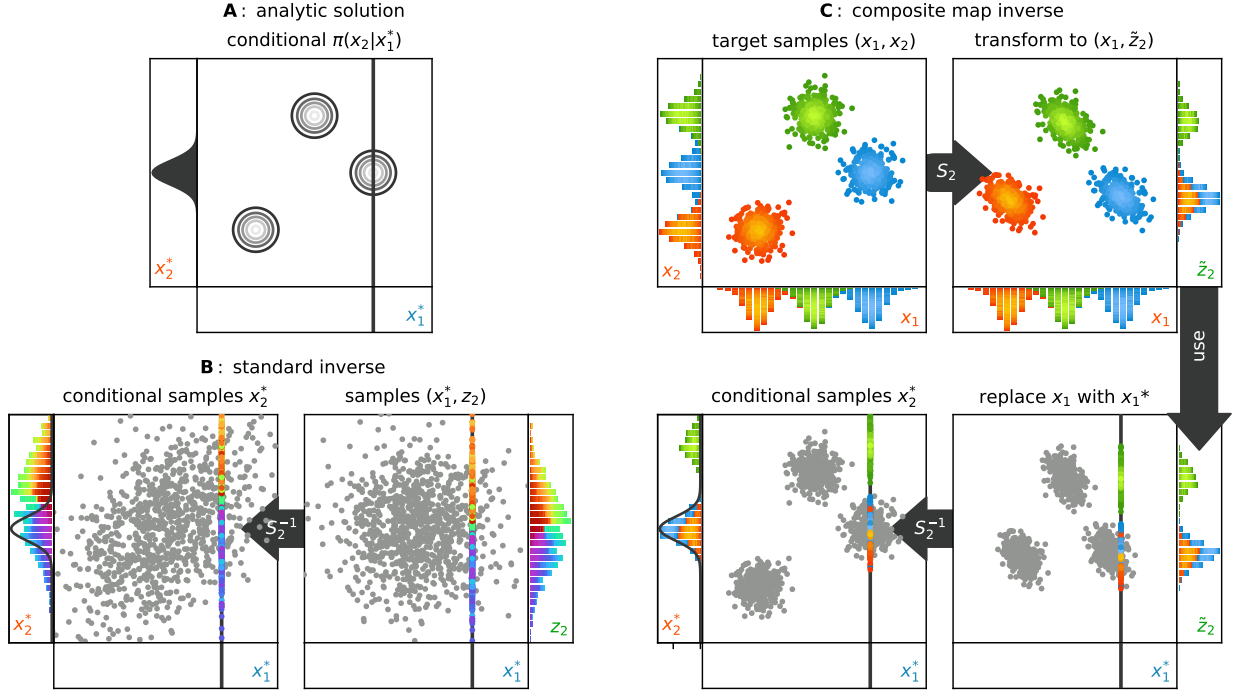 A: analytic solution
conditional π(x₂|x₁*)
x₂*
x₁*
B: standard inverse
conditional samples x₂*
samples (x₁*, z₂)
S₂⁻¹
x₂*
z₂
x₁*
x₁*
C: composite map inverse
target samples (x₁, x₂)
transform to (x₁, z̃₂)
S₂
x₂
z̃₂
x₁
x₁
use
conditional samples x₂*
replace x₁ with x₁*
S₂⁻¹
x₂*
z̃₂
x₁*
x₁*